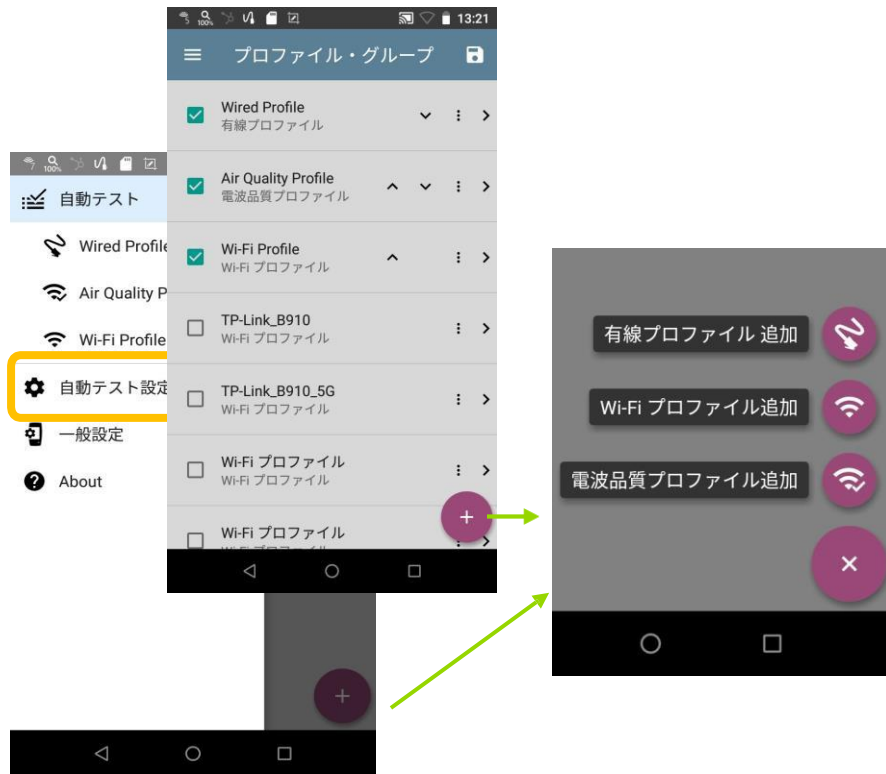 100%
13:21
プロファイル・グループ
Wired Profile
有線プロファイル
Air Quality Profile
電波品質プロファイル
Wi-Fi Profile
Wi-Fi プロファイル
TP-Link_B910
Wi-Fi プロファイル
TP-Link_B910_5G
Wi-Fi プロファイル
Wi-Fi プロファイル
Wi-Fi プロファイル
Wi-Fi プロファイル
100%
自動テスト
Wired Profile
Air Quality P
Wi-Fi Profile
自動テスト設定
一般設定
About
有線プロファイル 追加
Wi-Fi プロファイル追加
電波品質プロファイル追加